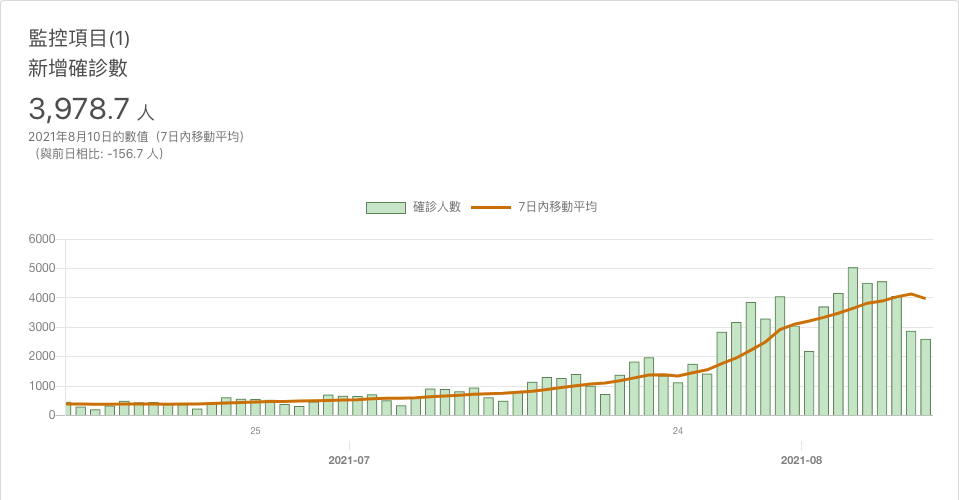 監控項目(1)
新增確診數
3,978.7 人
2021年8月10日的數值（7日內移動平均）
（與前日相比: -156.7 人）
確診人數 7日內移動平均
6000
5000
4000
3000
2000
1000
0
25 24
2021-07 2021-08